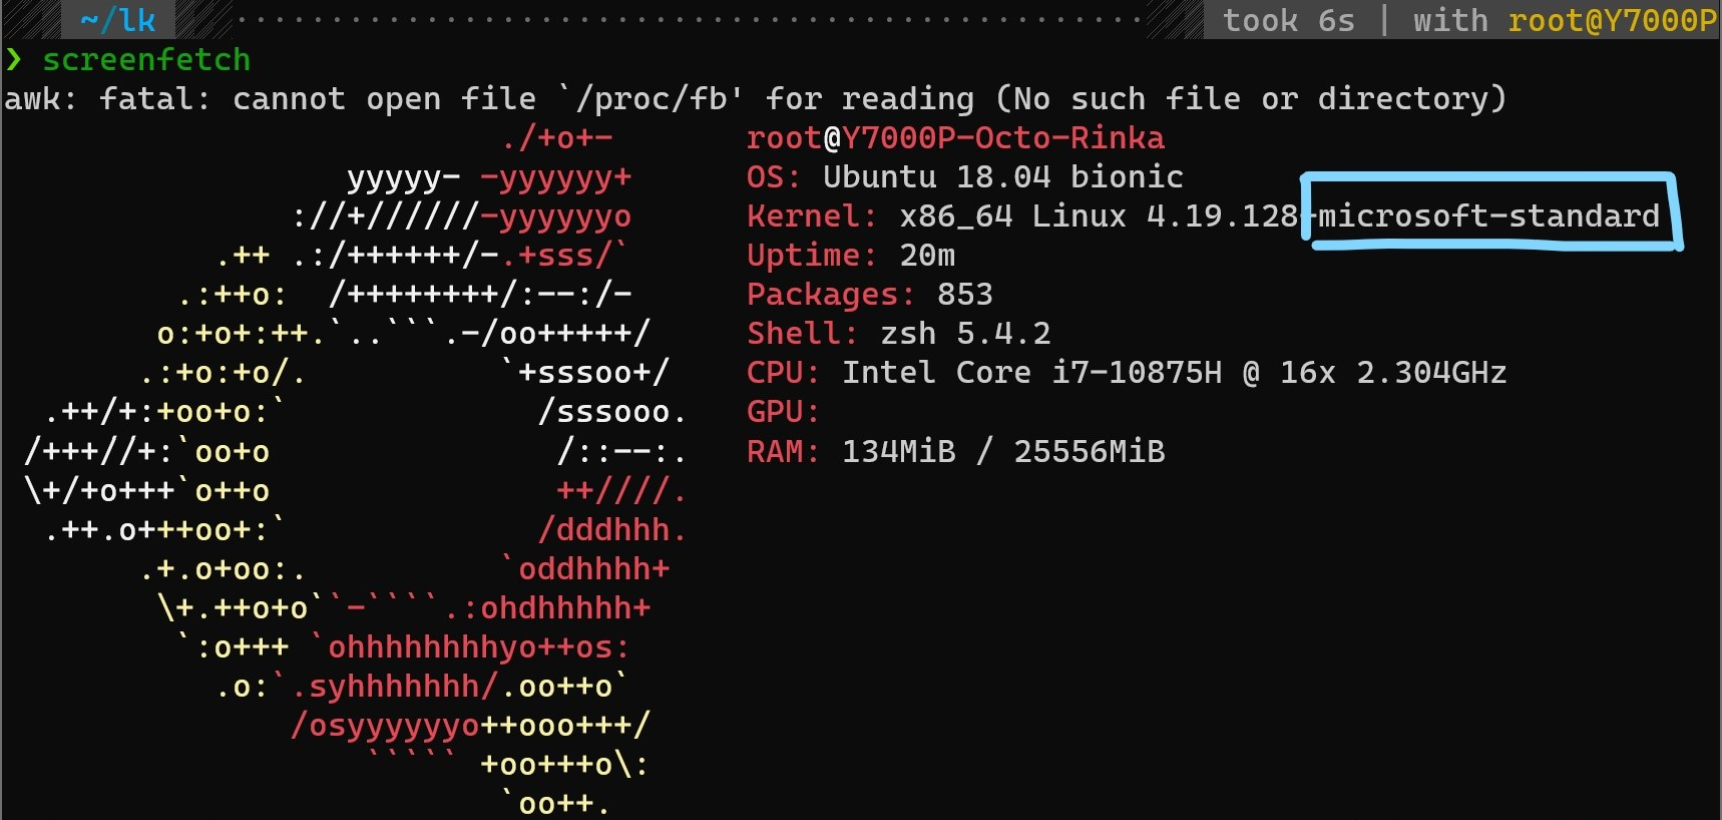 ~/lk took 6s | with root@Y7000P
❯ screenfetch
awk: fatal: cannot open file `/proc/fb' for reading (No such file or directory)
./+o+- root@Y7000P-Octo-Rinka
yyyyy- -yyyyyy+ OS: Ubuntu 18.04 bionic
://+//////-yyyyyyo Kernel: x86_64 Linux 4.19.128-microsoft-standard
.++ .:/++++++/-.+sss/` Uptime: 20m
.:++o: /++++++++/:--:/- Packages: 853
o:+o+:++.`..```.-/oo+++++/ Shell: zsh 5.4.2
.:+o:+o/. `+sssoo+/ CPU: Intel Core i7-10875H @ 16x 2.304GHz
.++/+:+oo+o:` /sssooo. GPU:
/+++//+:`oo+o /::--:. RAM: 134MiB / 25556MiB
\+/+o+++`o++o ++////.
.++.o+++oo+:` /dddhhh.
.+.o+oo:. `oddhhhh+
\+.++o+o``-````.:ohdhhhhh+
`:o+++ `ohhhhhhhhyo++os:
.o:`.syhhhhhhh/.oo++o`
/osyyyyyyo++ooo+++/
````` +oo+++o\:
`oo++.